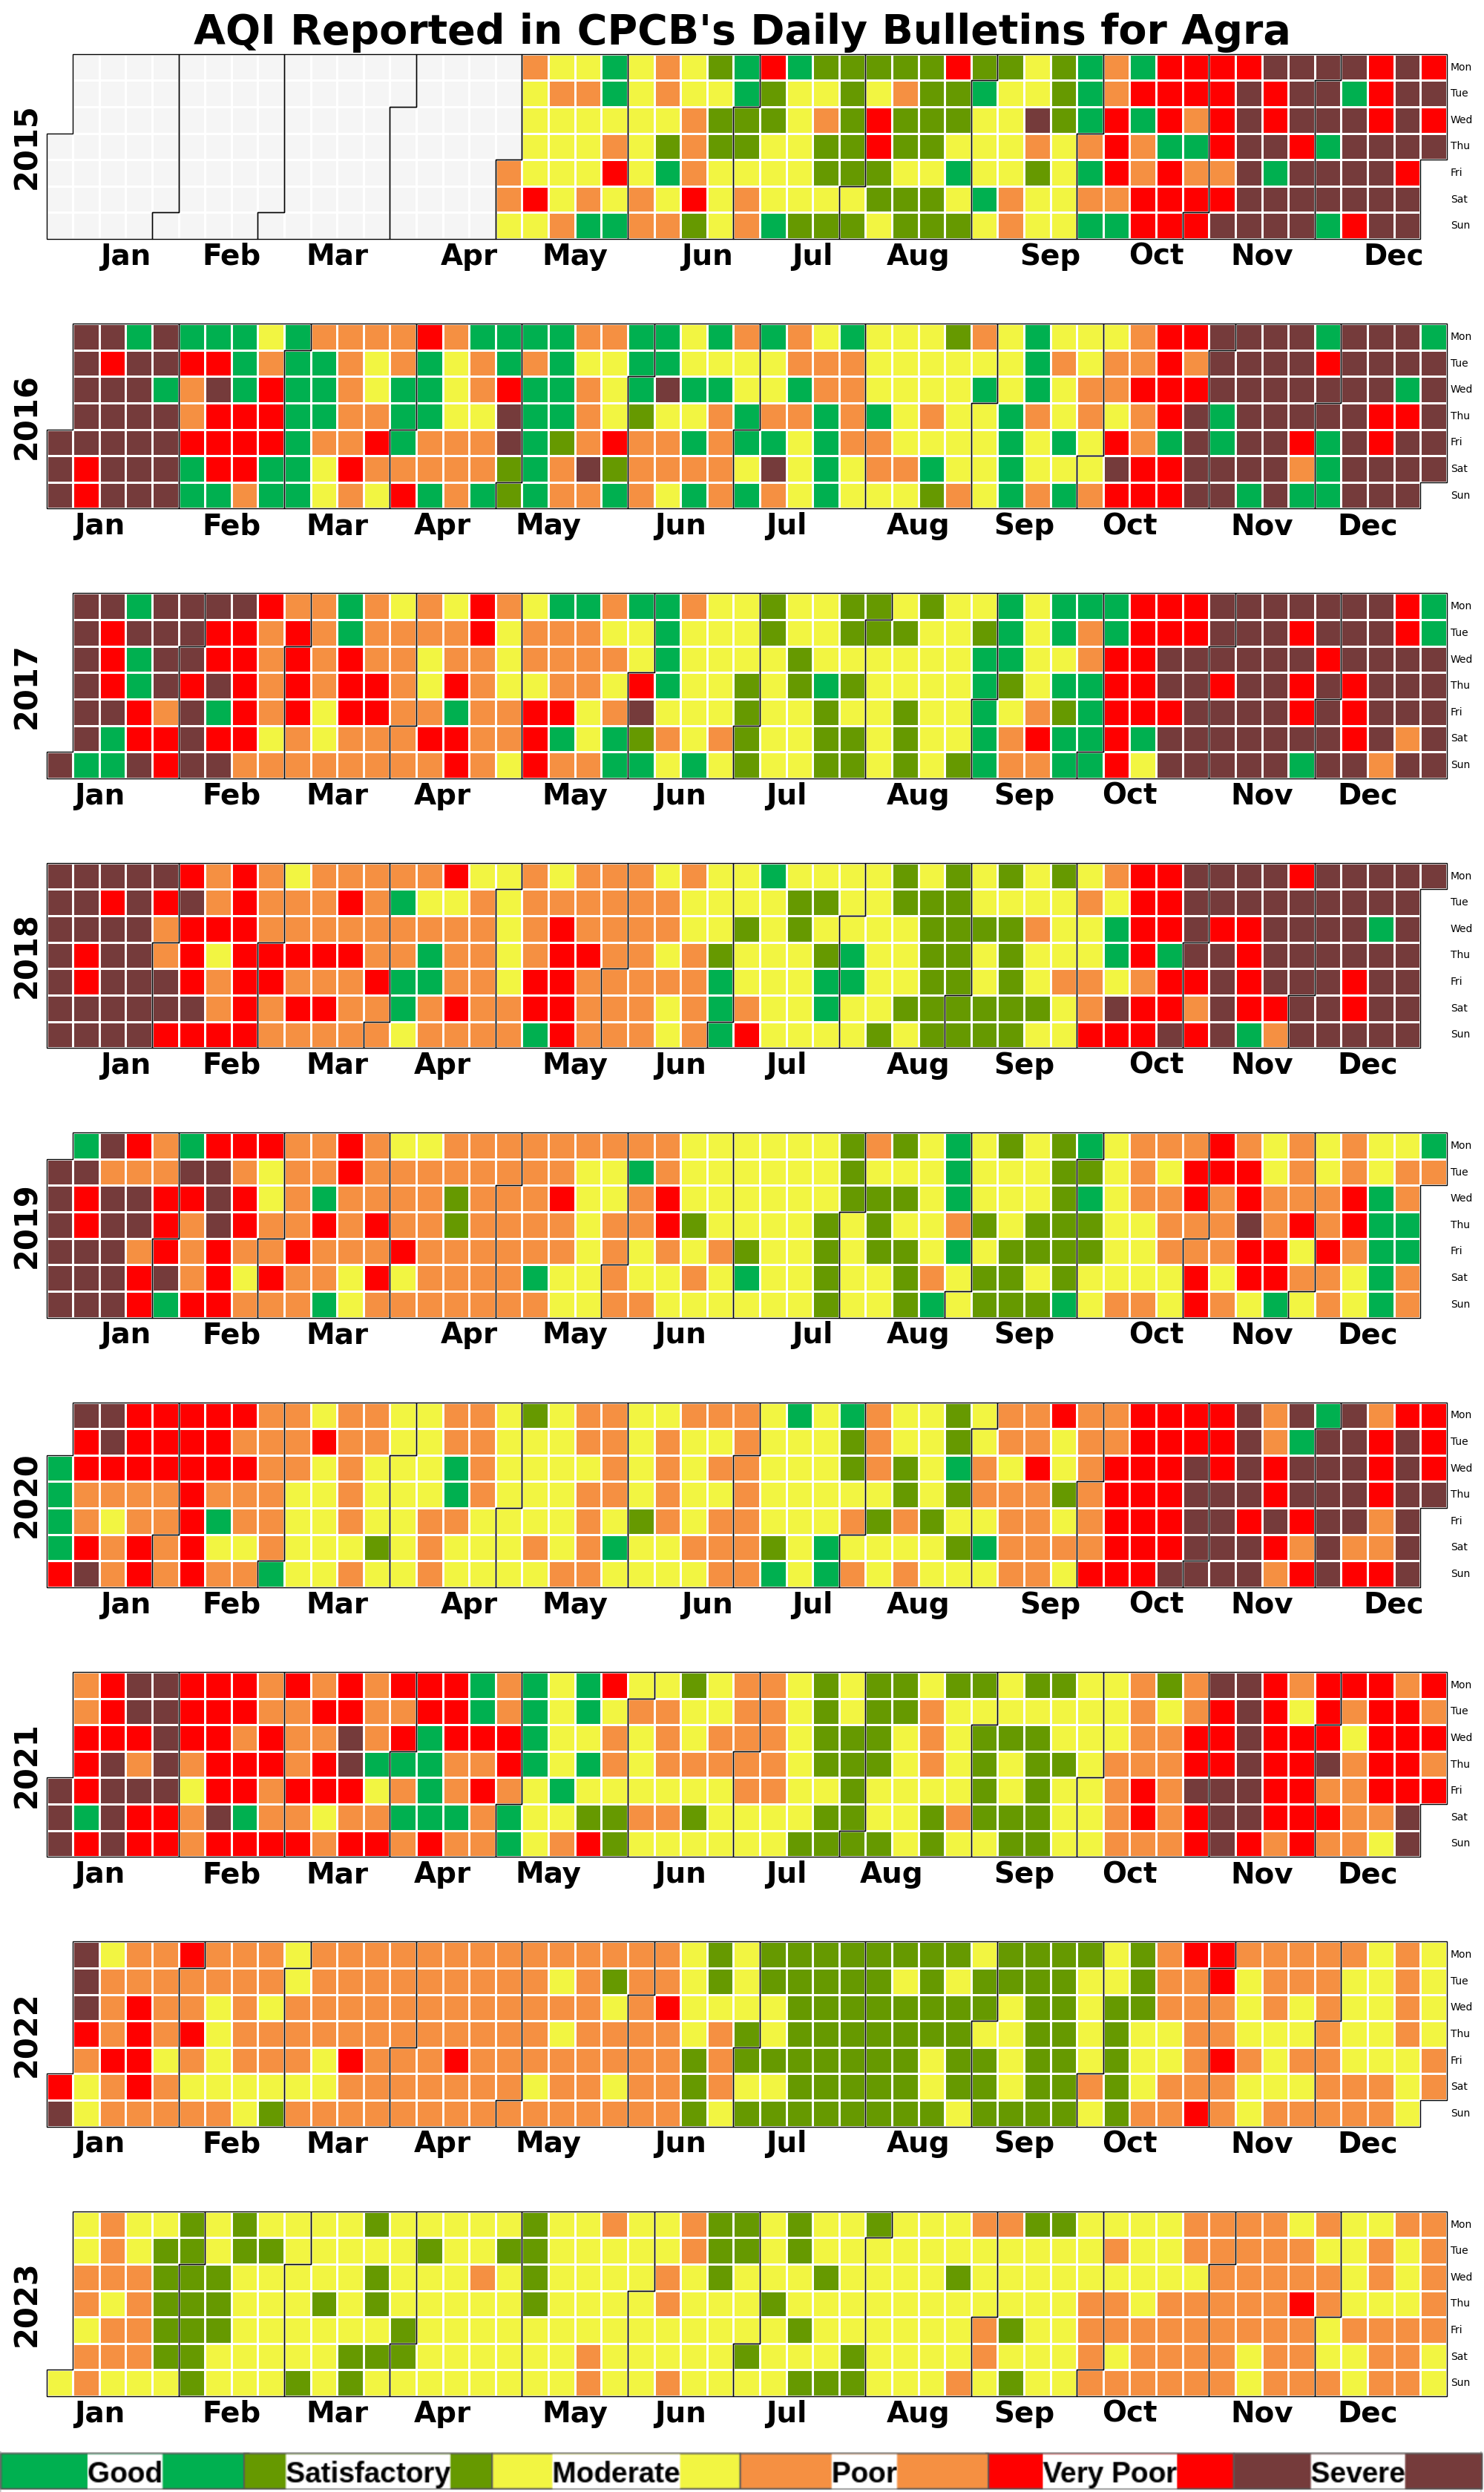 AQI Reported in CPCB's Daily Bulletins for Agra
2015
Mon
Tue
Wed
Thu
Fri
Sat
Sun
Jan Feb Mar Apr May Jun Jul Aug Sep Oct Nov Dec
2016
Mon
Tue
Wed
Thu
Fri
Sat
Sun
Jan Feb Mar Apr May Jun Jul Aug Sep Oct Nov Dec
2017
Mon
Tue
Wed
Thu
Fri
Sat
Sun
Jan Feb Mar Apr May Jun Jul Aug Sep Oct Nov Dec
2018
Mon
Tue
Wed
Thu
Fri
Sat
Sun
Jan Feb Mar Apr May Jun Jul Aug Sep Oct Nov Dec
2019
Mon
Tue
Wed
Thu
Fri
Sat
Sun
Jan Feb Mar Apr May Jun Jul Aug Sep Oct Nov Dec
2020
Mon
Tue
Wed
Thu
Fri
Sat
Sun
Jan Feb Mar Apr May Jun Jul Aug Sep Oct Nov Dec
2021
Mon
Tue
Wed
Thu
Fri
Sat
Sun
Jan Feb Mar Apr May Jun Jul Aug Sep Oct Nov Dec
2022
Mon
Tue
Wed
Thu
Fri
Sat
Sun
Jan Feb Mar Apr May Jun Jul Aug Sep Oct Nov Dec
2023
Mon
Tue
Wed
Thu
Fri
Sat
Sun
Jan Feb Mar Apr May Jun Jul Aug Sep Oct Nov Dec
Good Satisfactory Moderate Poor Very Poor Severe